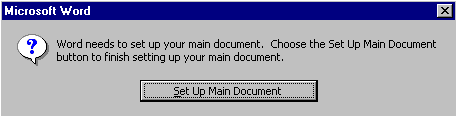 Microsoft Word
Word needs to set up your main document.  Choose the Set Up Main Document
button to finish setting up your main document.
Set Up Main Document